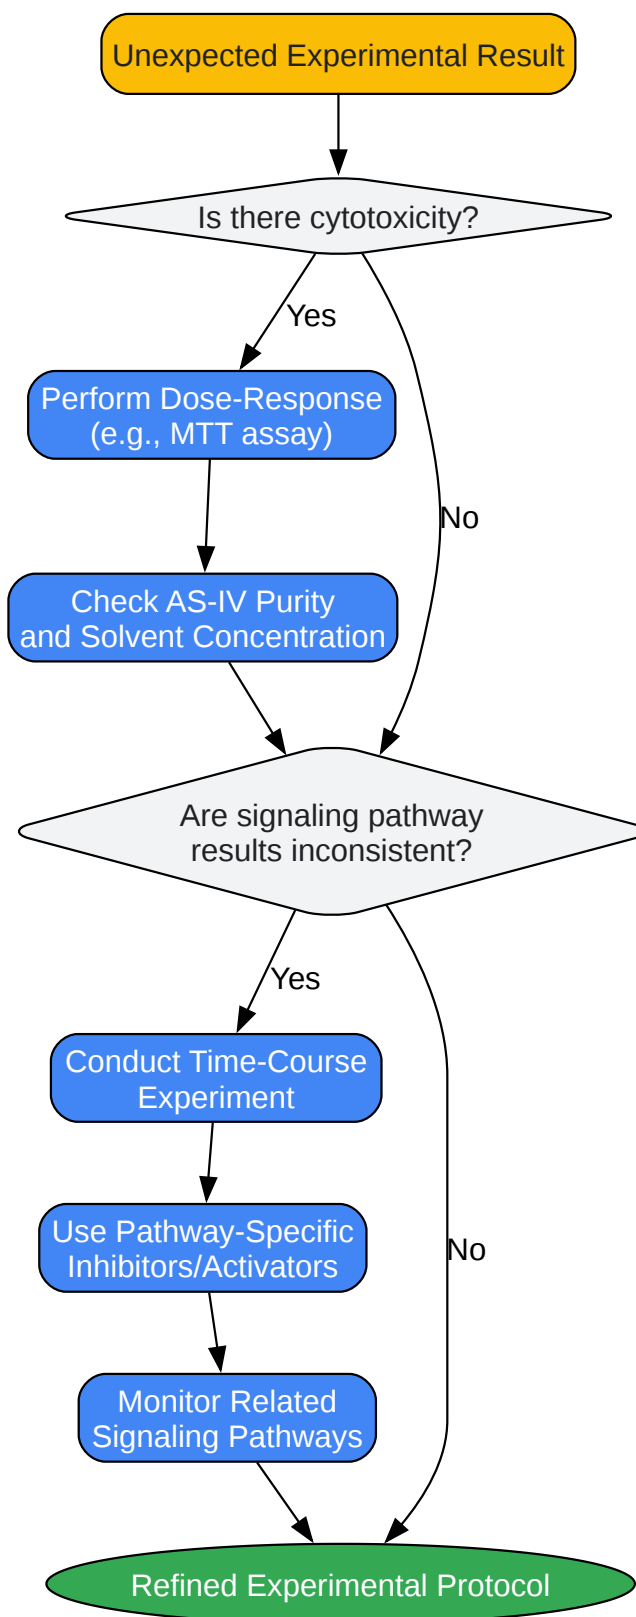 Unexpected Experimental Result
Is there cytotoxicity?
Yes
Perform Dose-Response
(e.g., MTT assay)
No
Check AS-IV Purity
and Solvent Concentration
Are signaling pathway
results inconsistent?
Yes
Conduct Time-Course
Experiment
Use Pathway-Specific
Inhibitors/Activators
No
Monitor Related
Signaling Pathways
Refined Experimental Protocol